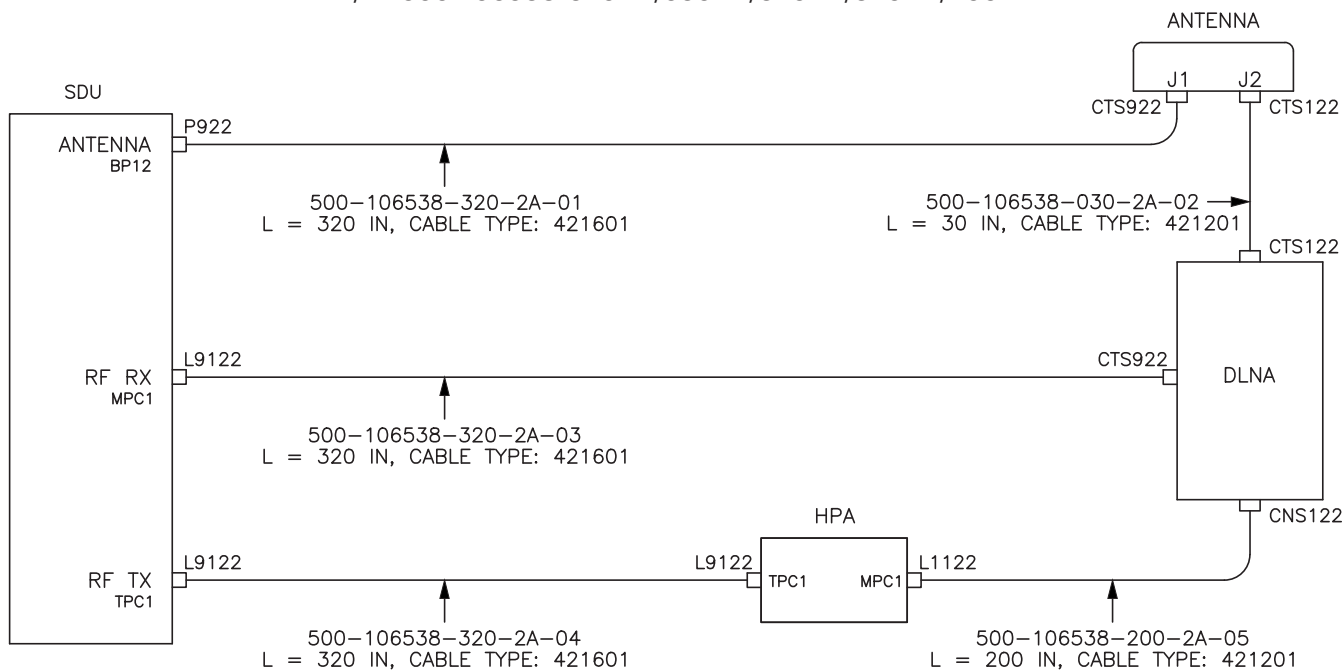 ANTENNA
J1 J2
CTS922 CTS122
SDU
P922
ANTENNA
BP12
500-106538-320-2A-01
L = 320 IN, CABLE TYPE: 421601
500-106538-030-2A-02
L = 30 IN, CABLE TYPE: 421201
CTS122
L9122
RF RX
MPC1
CTS922
DLNA
500-106538-320-2A-03
L = 320 IN, CABLE TYPE: 421601
CNS122
HPA
L9122
RF TX
TPC1
L9122
TPC1 MPC1
L1122
500-106538-320-2A-04
L = 320 IN, CABLE TYPE: 421601
500-106538-200-2A-05
L = 200 IN, CABLE TYPE: 421201